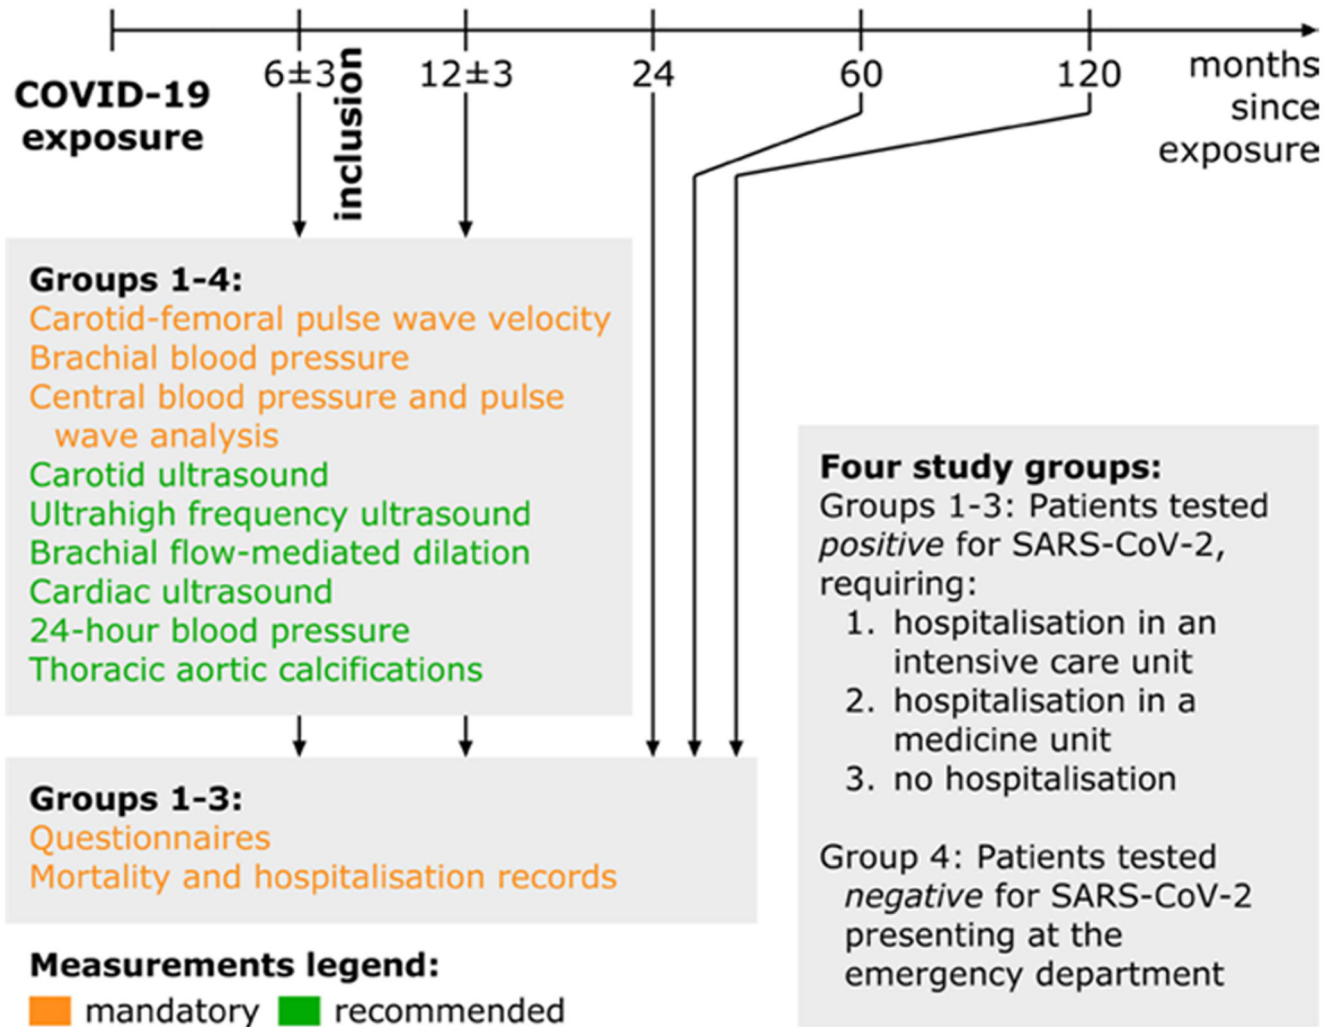 6±3
12±3
24
60
120
months
since
exposure
COVID-19
exposure
inclusion
Groups 1-4:
Carotid-femoral pulse wave velocity
Brachial blood pressure
Central blood pressure and pulse
wave analysis
Carotid ultrasound
Ultrahigh frequency ultrasound
Brachial flow-mediated dilation
Cardiac ultrasound
24-hour blood pressure
Thoracic aortic calcifications
Groups 1-3:
Questionnaires
Mortality and hospitalisation records
Measurements legend:
mandatory
recommended
Four study groups:
Groups 1-3: Patients tested
positive for SARS-CoV-2,
requiring:
1. hospitalisation in an
intensive care unit
2. hospitalisation in a
medicine unit
3. no hospitalisation
Group 4: Patients tested
negative for SARS-CoV-2
presenting at the
emergency department